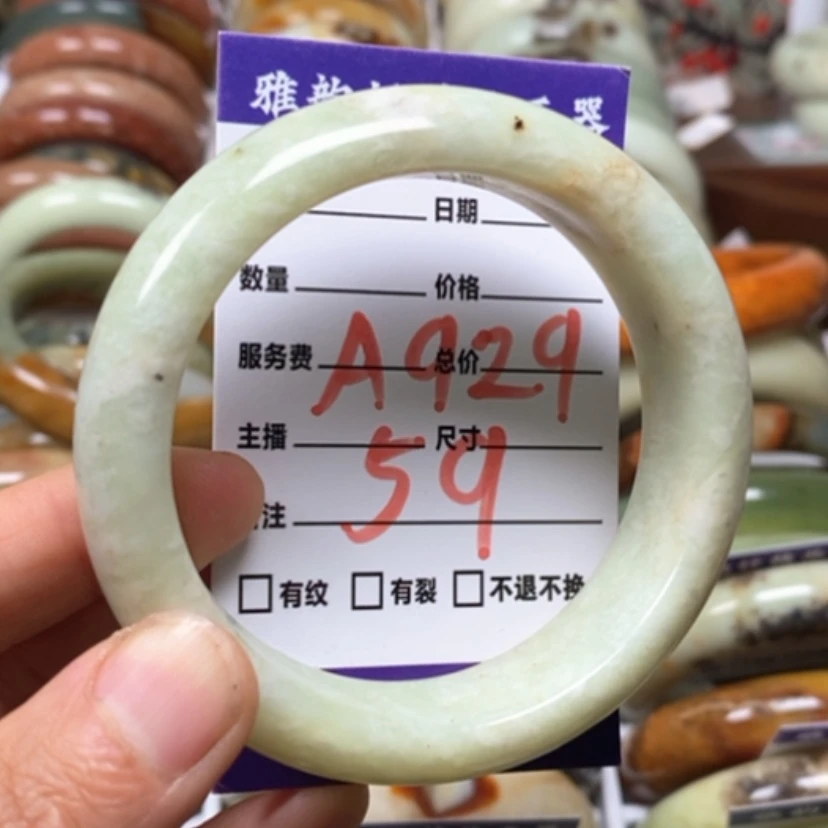 雅韵 器
日期
数量 价格
服务费 总价
A929
主播 尺寸
59
注
有纹 有裂 不退不换